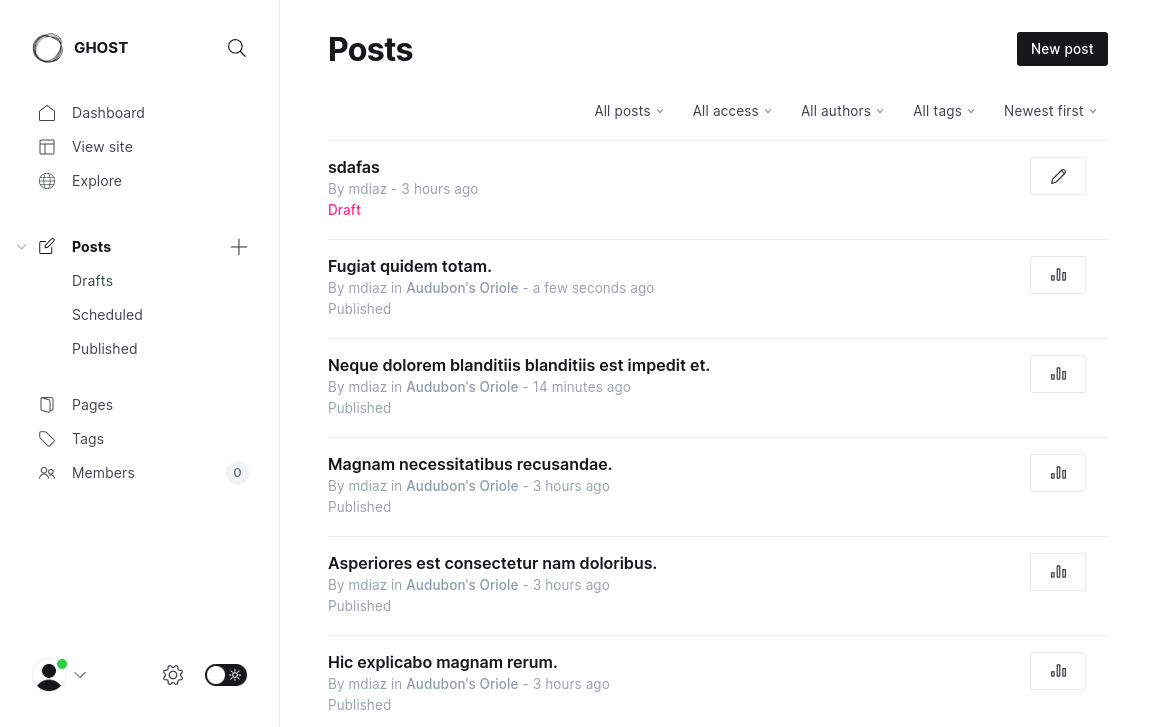 GHOST
Dashboard
View site
Explore
Posts
Drafts
Scheduled
Published
Pages
Tags
Members 0
Posts
New post
All posts All access All authors All tags Newest first
sdafas
By mdiaz - 3 hours ago
Draft
Fugiat quidem totam.
By mdiaz in Audubon's Oriole - a few seconds ago
Published
Neque dolorem blanditiis blanditiis est impedit et.
By mdiaz in Audubon's Oriole - 14 minutes ago
Published
Magnam necessitatibus recusandae.
By mdiaz in Audubon's Oriole - 3 hours ago
Published
Asperiores est consectetur nam doloribus.
By mdiaz in Audubon's Oriole - 3 hours ago
Published
Hic explicabo magnam rerum.
By mdiaz in Audubon's Oriole - 3 hours ago
Published